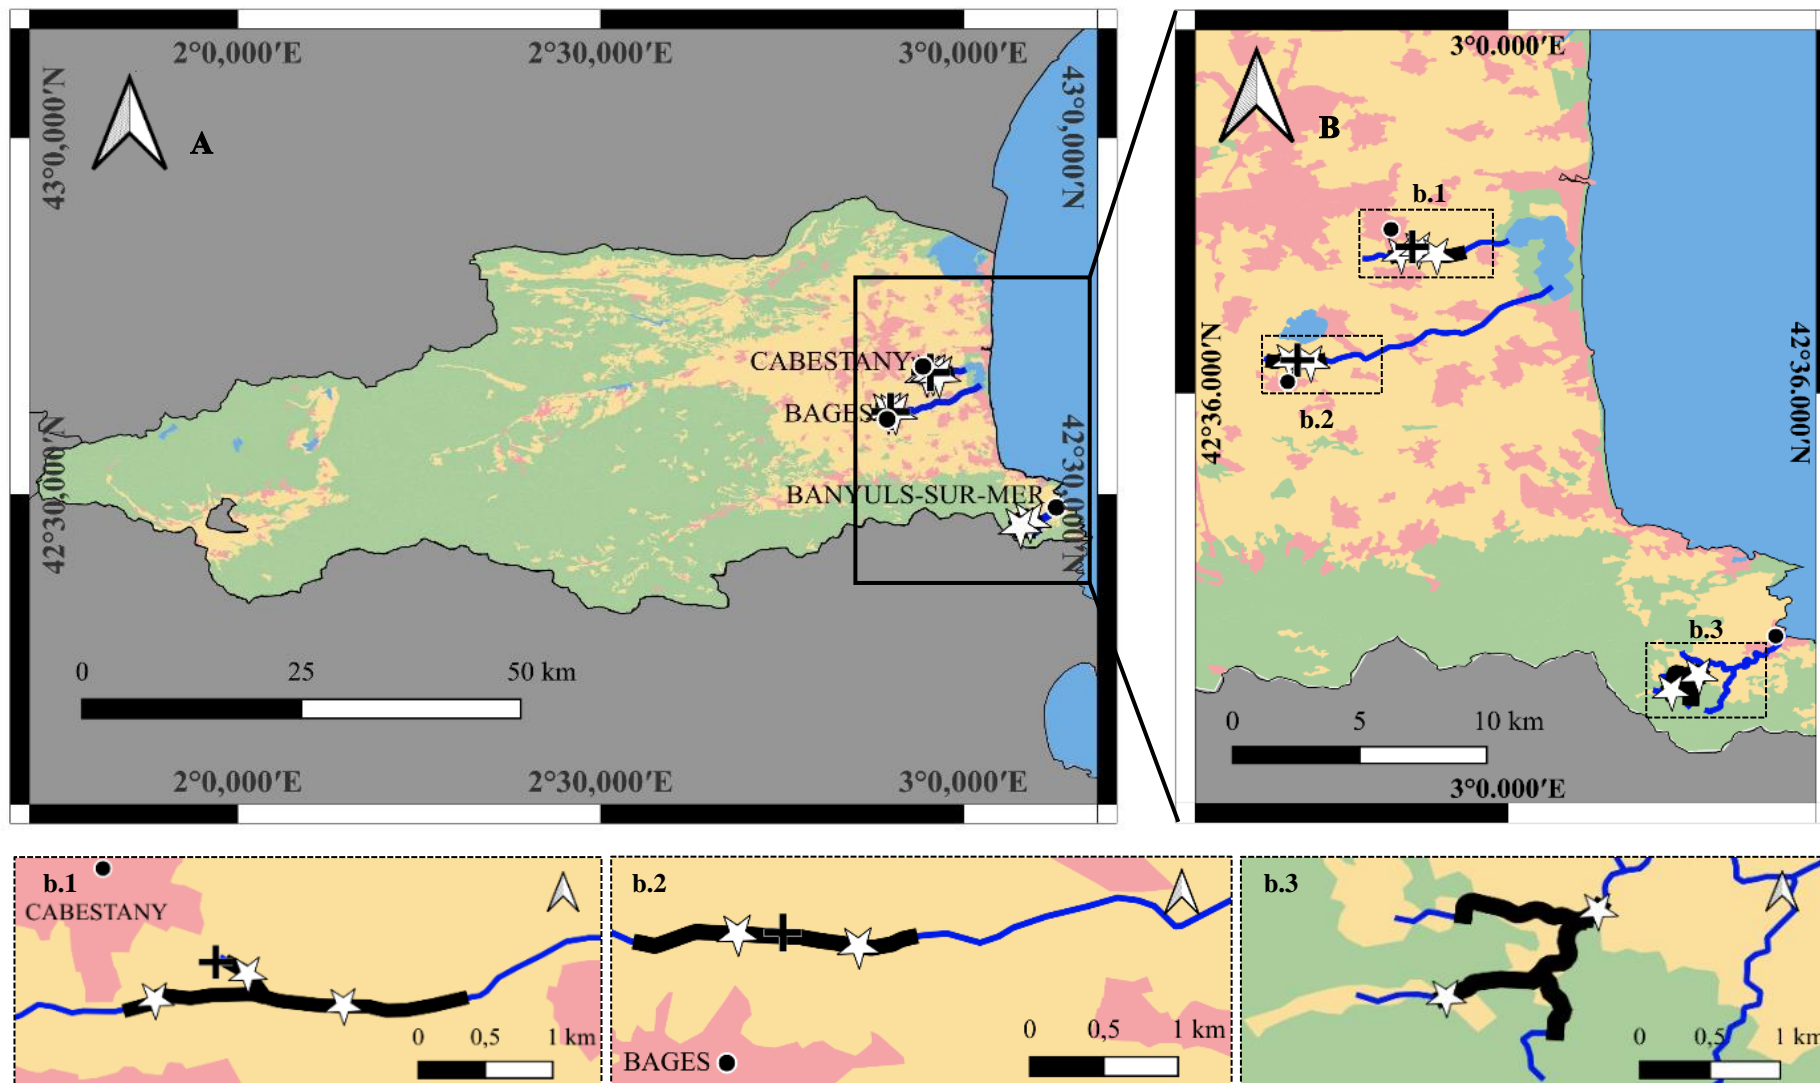 2°0,000'E
2°30,000'E
3°0,000'E
43°0,000'N
43°0,000'N
A
CABESTANY
BAGES
BANYULS-SUR-MER
42°30,000'N
42°30,000'N
0 25 50 km
2°0,000'E
2°30,000'E
3°0,000'E
3°0.000'E
B
b.1
42°36.000'N
42°36.000'N
b.2
b.3
0 5 10 km
3°0.000'E
b.1
CABESTANY
0 0,5 1 km
b.2
BAGES
0 0,5 1 km
b.3
0 0,5 1 km